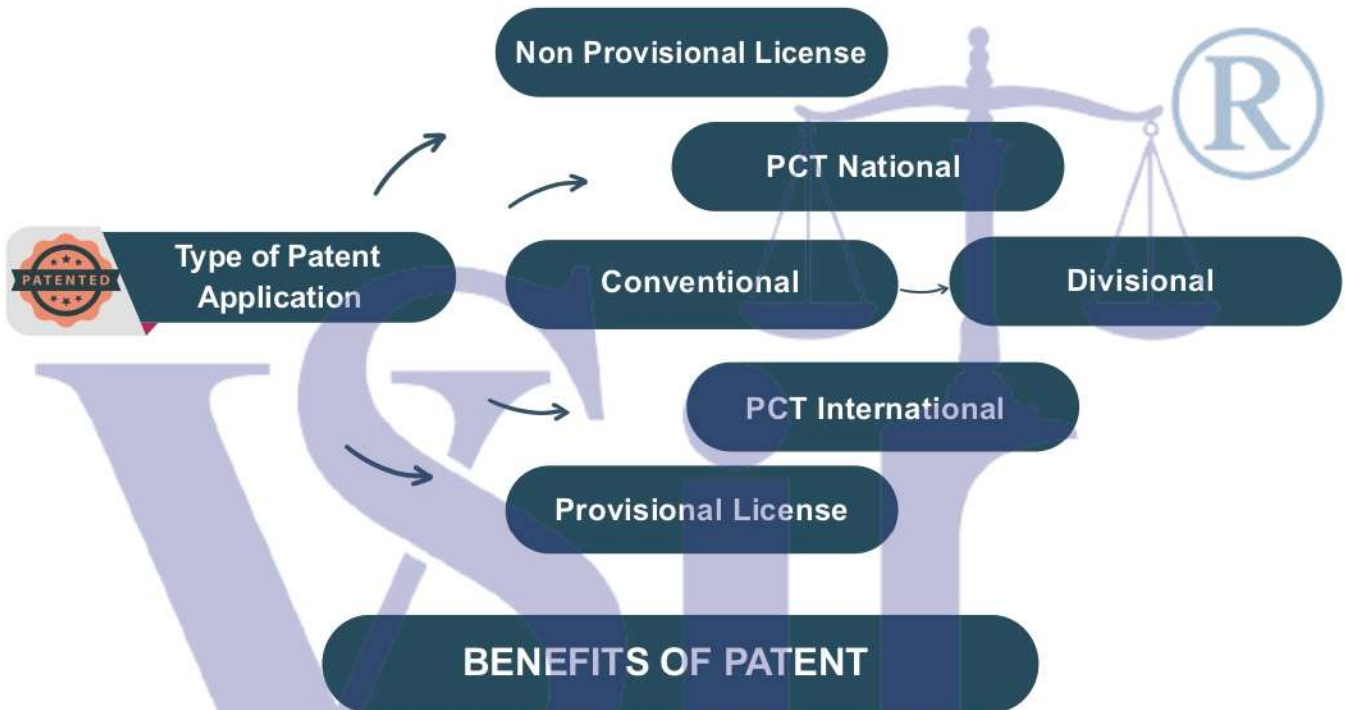 Non Provisional License
R
PCT National
PATENTED
Type of Patent
Application
Conventional
Divisional
PCT International
Provisional License
BENEFITS OF PATENT
VSir